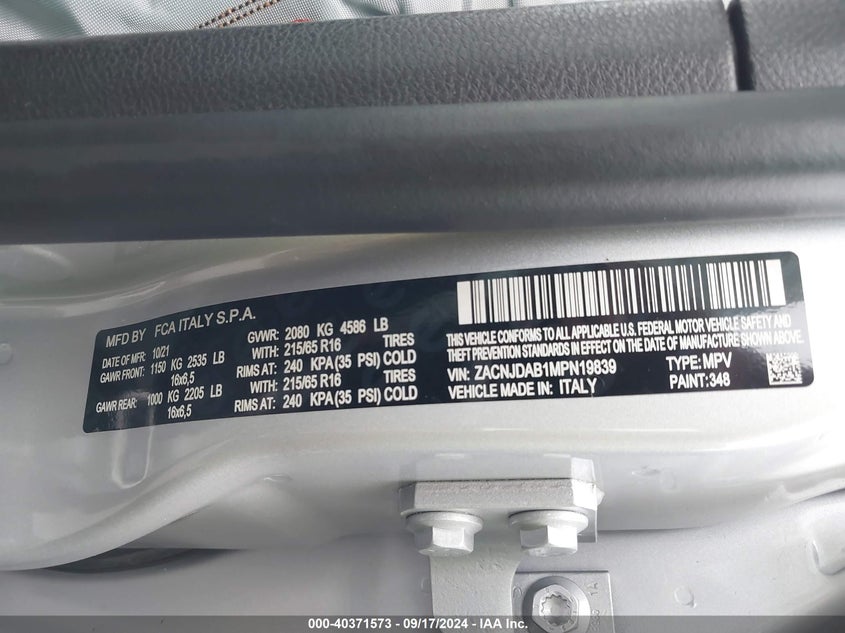 MFD BY FCA ITALY S.P.A.
DATE OF MFR: 10/21 GVWR: 2080 KG 4586 LB
GAWR FRONT: 1150 KG 2535 LB WITH: 215/65 R16 TIRES
16x6,5 RIMS AT: 240 KPA(35 PSI) COLD
GAWR REAR: 1000 KG 2205 LB WITH: 215/65 R16 TIRES
16x6,5 RIMS AT: 240 KPA(35 PSI) COLD
THIS VEHICLE CONFORMS TO ALL APPLICABLE U.S. FEDERAL MOTOR VEHICLE SAFETY, BUMPER, AND
THEFT PREVENTION STANDARDS IN EFFECT ON THE DATE OF MANUFACTURE SHOWN ABOVE
VIN: ZACNJDAB1MPN19839 TYPE: MPV
VEHICLE MADE IN: ITALY PAINT: 348
000-40371573 - 09/17/2024 - IAA Inc.